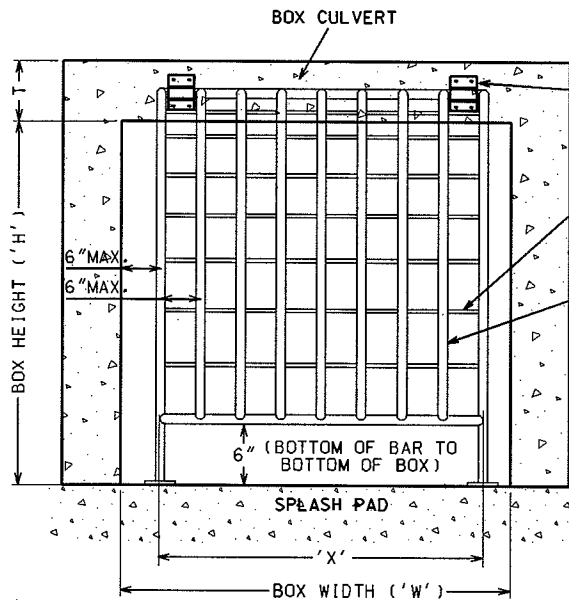 BOX CULVERT
T
BOX HEIGHT ('H')
6"MAX.
6"MAX.
6" (BOTTOM OF BAR TO
BOTTOM OF BOX)
SPLASH PAD
'X'
BOX WIDTH ('W')